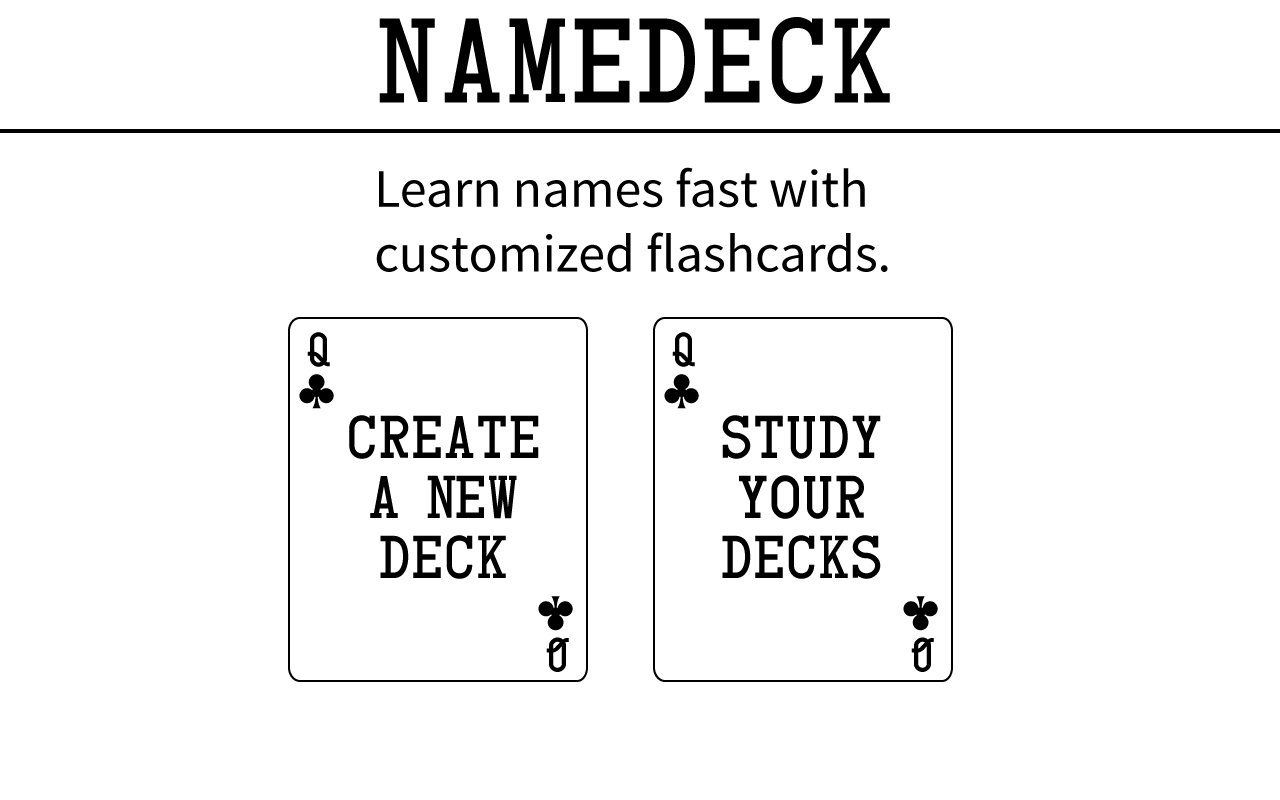 NAMEDECK
Learn names fast with
customized flashcards.
Q
CREATE
A NEW
DECK
Q
Q
STUDY
YOUR
DECKS
Q